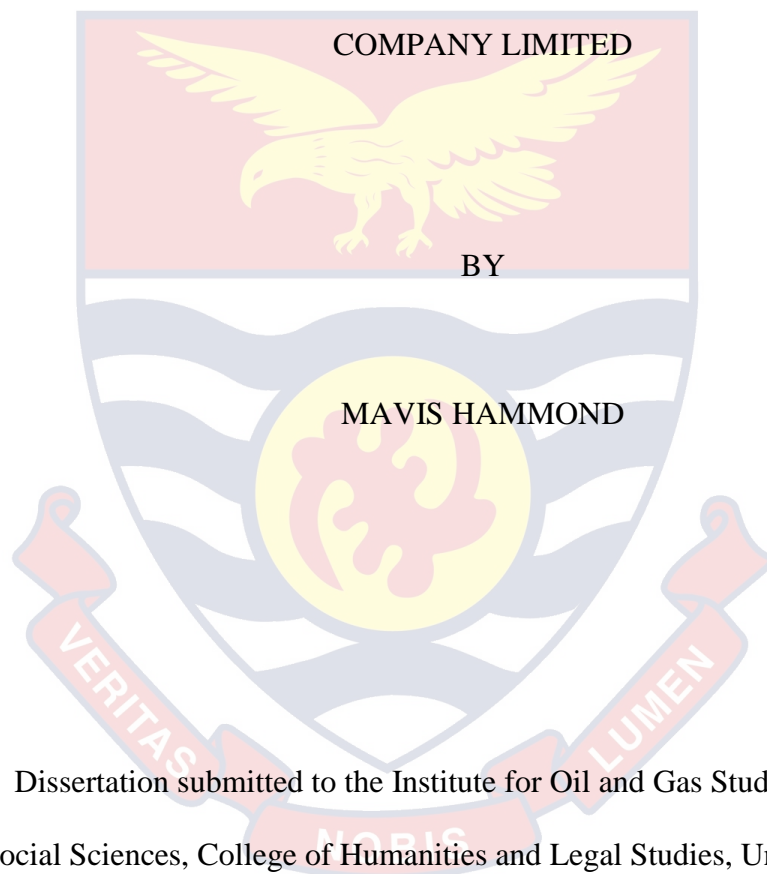 COMPANY LIMITED
BY
MAVIS HAMMOND
VERITAS
NOBIS
LUMEN
Dissertation submitted to the Institute for Oil and Gas Stud
ocial Sciences, College of Humanities and Legal Studies, Un